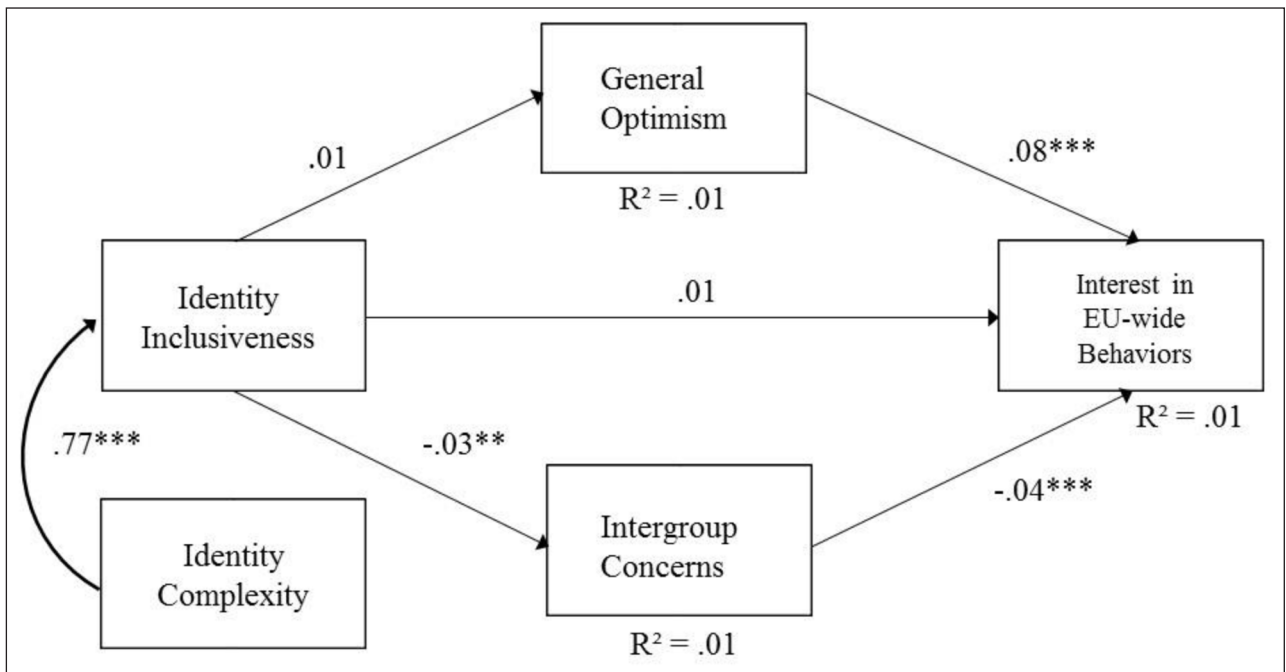 General
Optimism
.01
.08***
R² = .01
Identity
Inclusiveness
.01
Interest in
EU-wide
Behaviors
R² = .01
.77***
-.03**
-.04***
Identity
Complexity
Intergroup
Concerns
R² = .01